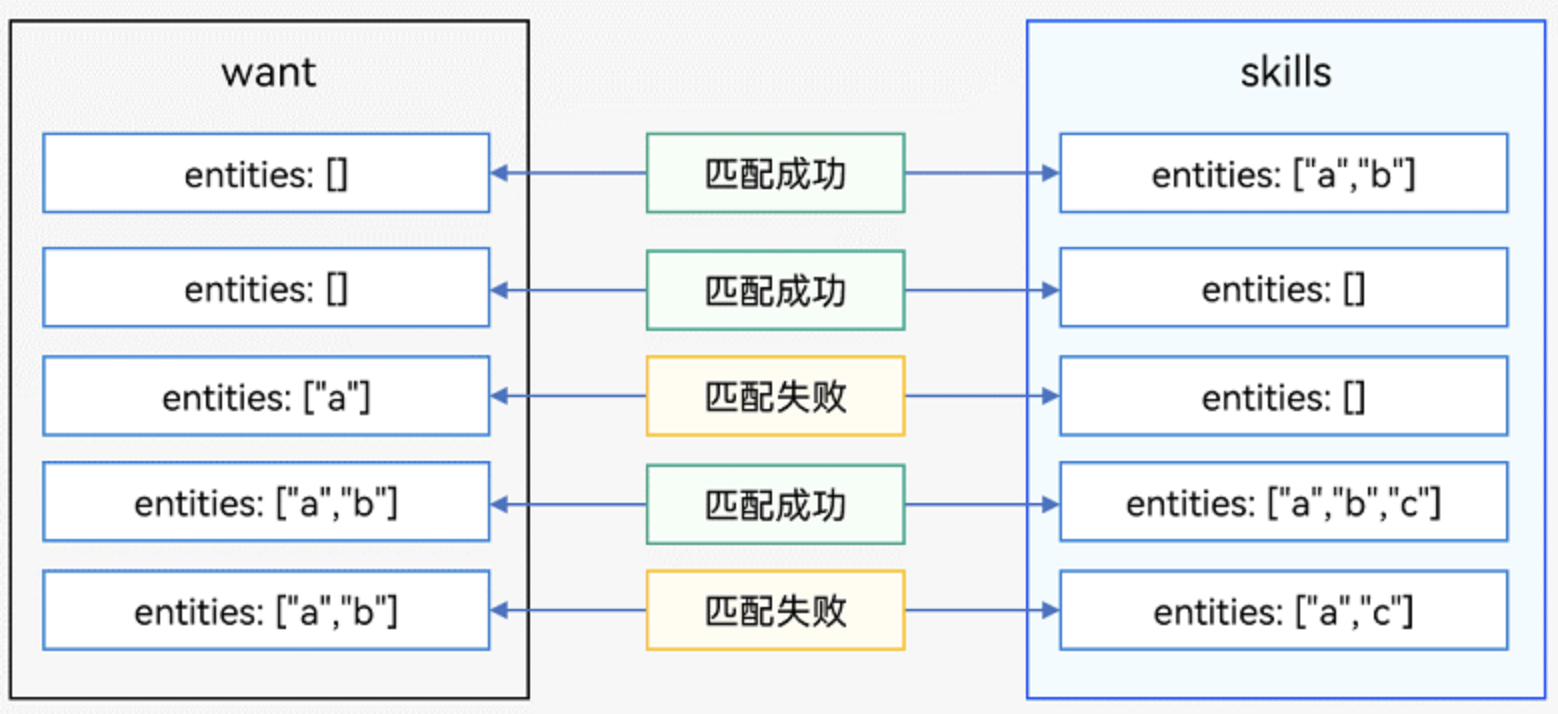 want
skills
entities: []
匹配成功
entities: ["a","b"]
entities: []
匹配成功
entities: []
entities: ["a"]
匹配失败
entities: []
entities: ["a","b"]
匹配成功
entities: ["a","b","c"]
entities: ["a","b"]
匹配失败
entities: ["a","c"]